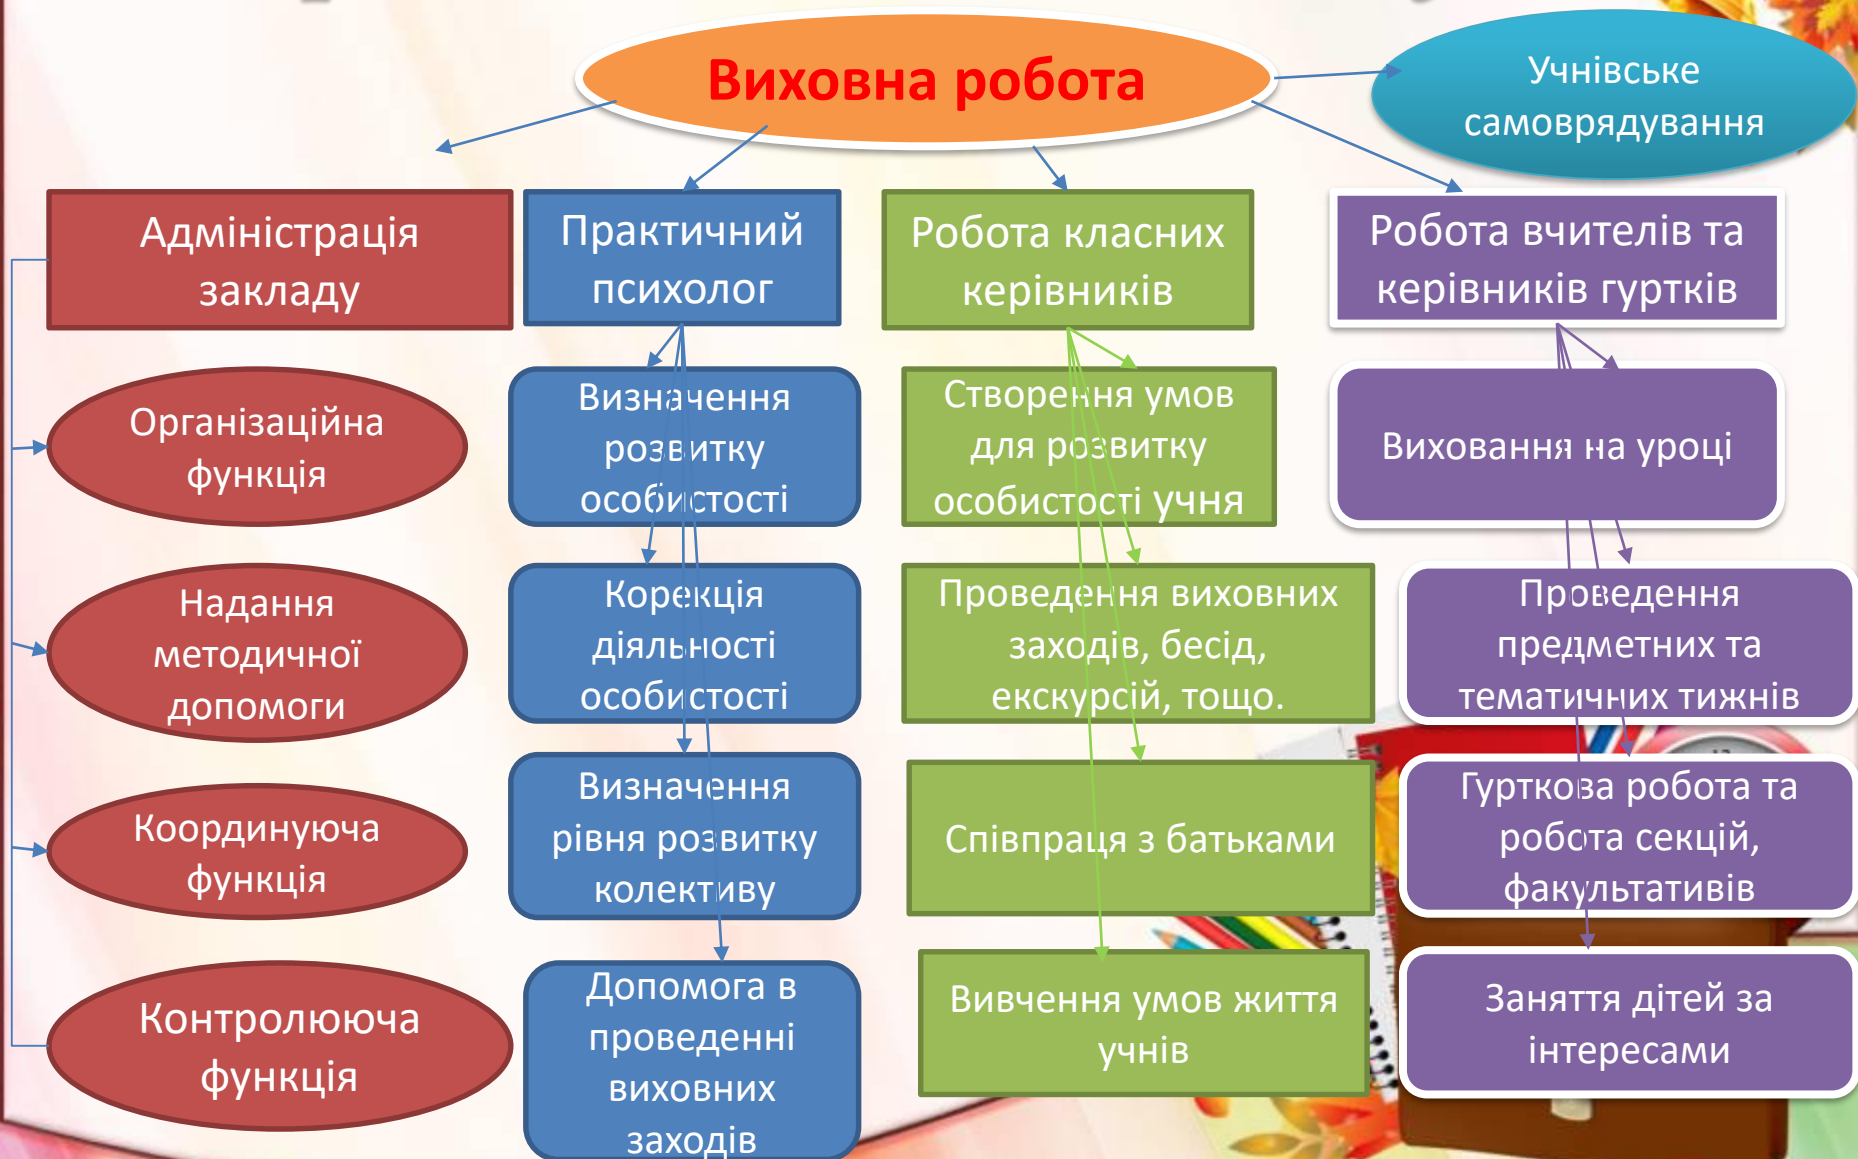 Виховна робота
Учнівське
самоврядування
Адміністрація
закладу
Організаційна
функція
Надання
методичної
допомоги
Координуюча
функція
Контролююча
функція
Практичний
психолог
Визначення
розвитку
особистості
Корекція
діяльності
особистості
Визначення
рівня розвитку
колективу
Допомога в
проведенні
виховних
заходів
Робота класних
керівників
Створення умов
для розвитку
особистості учня
Проведення виховних
заходів, бесід,
екскурсій, тощо.
Співпраця з батьками
Вивчення умов життя
учнів
Робота вчителів та
керівників гуртків
Виховання на уроці
Проведення
предметних та
тематичних тижнів
Гурткова робота та
робота секцій,
факультативів
Заняття дітей за
інтересами